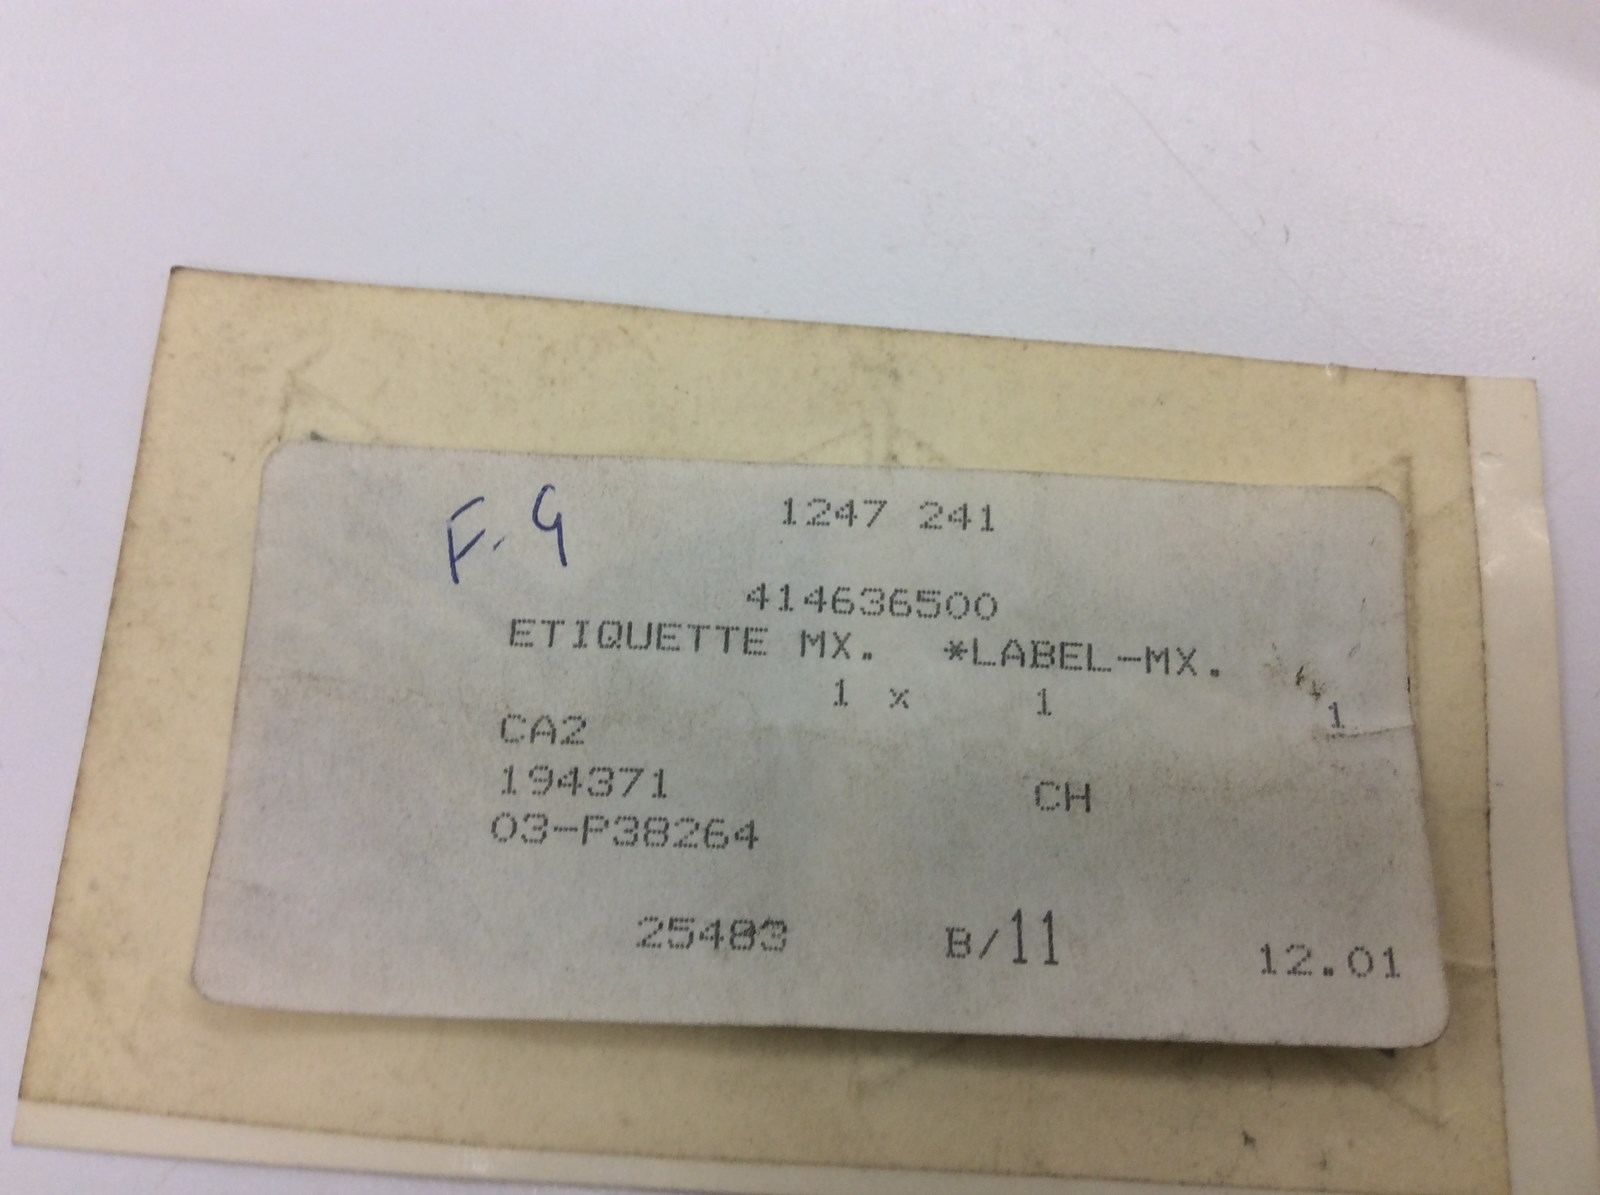 F-G
1247 241
414636500
ETIQUETTE MX. *LABEL-MX.
1 x 1 1
CA2
194371 CH
03-P38264
25483 B/11 12.01